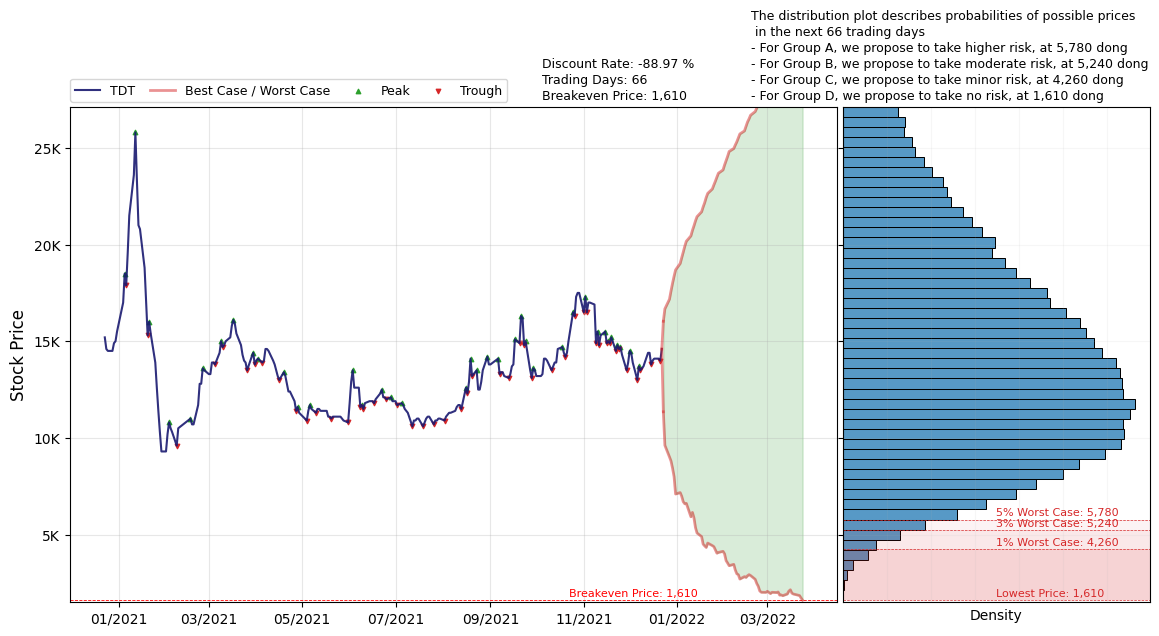 The distribution plot describes probabilities of possible prices
in the next 66 trading days
- For Group A, we propose to take higher risk, at 5,780 dong
- For Group B, we propose to take moderate risk, at 5,240 dong
- For Group C, we propose to take minor risk, at 4,260 dong
- For Group D, we propose to take no risk, at 1,610 dong
Discount Rate: -88.97 %
Trading Days: 66
Breakeven Price: 1,610
TDT
Best Case / Worst Case
Peak
Trough
Stock Price
25K
20K
15K
10K
5K
Breakeven Price: 1,610
01/2021
03/2021
05/2021
07/2021
09/2021
11/2021
01/2022
03/2022
5% Worst Case: 5,780
3% Worst Case: 5,240
1% Worst Case: 4,260
Lowest Price: 1,610
Density